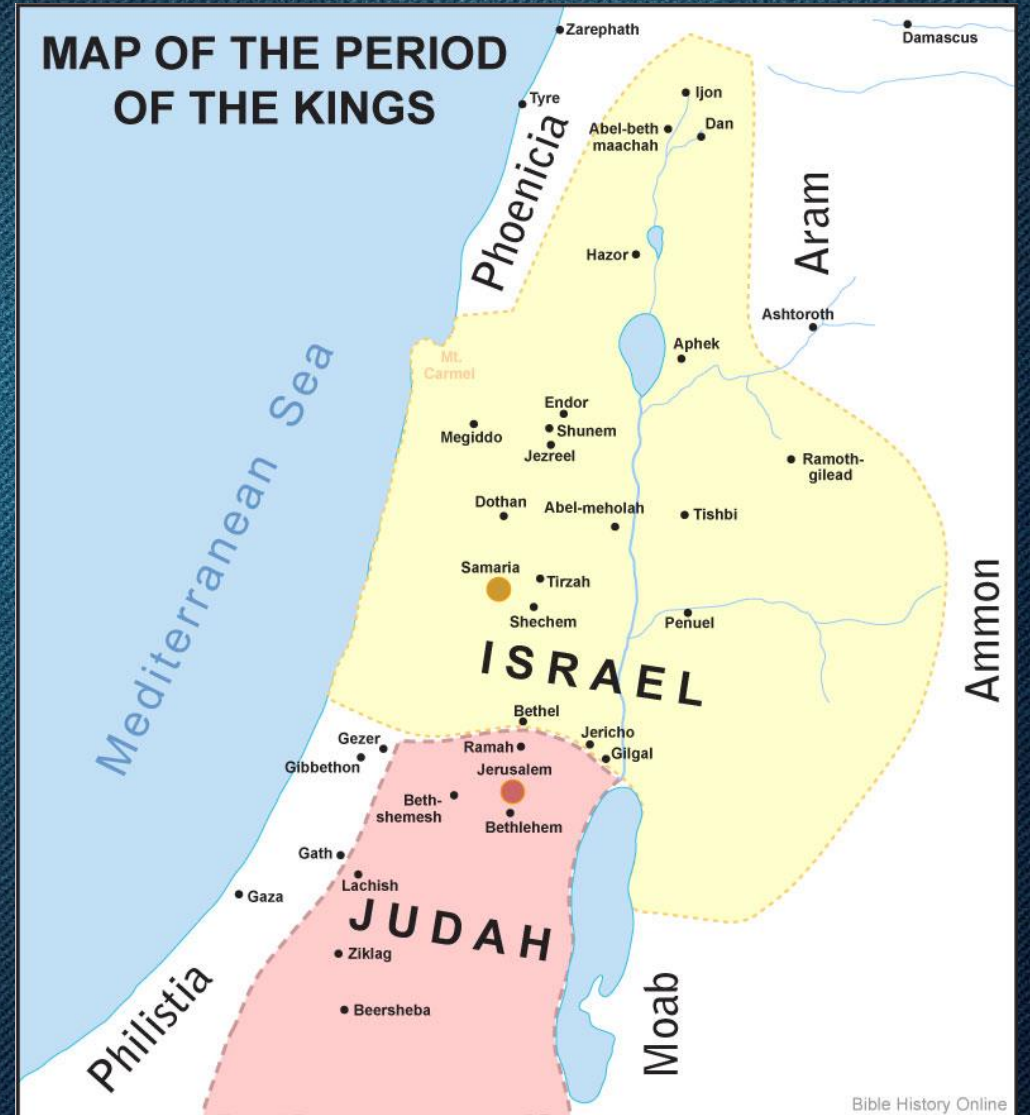 MAP OF THE PERIOD
OF THE KINGS
Zarephath
Damascus
Tyre
Ijon
Abel-beth
maachah
Dan
Phoenicia
Aram
Hazor
Ashtoroth
Aphek
Mt.
Carmel
Mediterranean Sea
Endor
Megiddo
Shunem
Jezreel
Ramoth-
gilead
Dothan
Abel-meholah
Tishbi
Samaria
Tirzah
Shechem
Penuel
Ammon
ISRAEL
Bethel
Gezer
Ramah
Jericho
Gibbethon
Gilgal
Jerusalem
Beth-
shemesh
Bethlehem
Gath
Lachish
Gaza
JUDAH
Ziklag
Philistia
Beersheba
Moab
Bible History Online